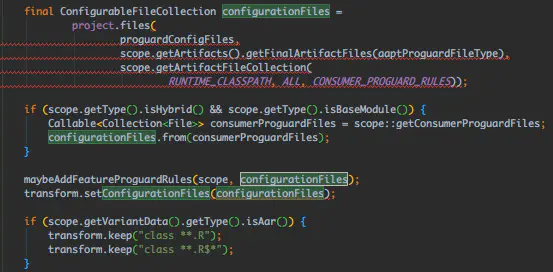 final ConfigurableFileCollection configurationFiles =
project.files(
proguardConfigFiles,
scope.getArtifacts().getFinalArtifactFiles(aaptProguardFileType),
scope.getArtifactFileCollection(
RUNTIME_CLASSPATH, ALL, CONSUMER_PROGUARD_RULES));
if (scope.getType().isHybrid() && scope.getType().isBaseModule()) {
Callable<Collection<File>> consumerProguardFiles = scope::getConsumerProguardFiles;
configurationFiles.from(consumerProguardFiles);
}
maybeAddFeatureProguardRules(scope, configurationFiles);
transform.setConfigurationFiles(configurationFiles);
if (scope.getVariantData().getType().isAar()) {
transform.keep("class **.R");
transform.keep("class **.R$*");